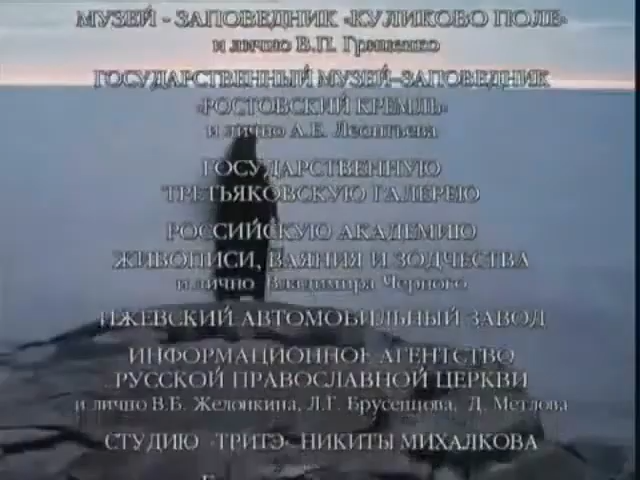 МУЗЕЙ - ЗАПОВЕДНИК «КУЛИКОВО ПОЛЕ»
и лично В.П. Гриценко
ГОСУДАРСТВЕННЫЙ МУЗЕЙ-ЗАПОВЕДНИК
«РОСТОВСКИЙ КРЕМЛЬ»
и лично А.Е. Леонтьева
ГОСУДАРСТВЕННУЮ
ТРЕТЬЯКОВСКУЮ ГАЛЕРЕЮ
РОССИЙСКУЮ АКАДЕМИЮ
ЖИВОПИСИ, ВАЯНИЯ И ЗОДЧЕСТВА
и лично Владимира Черного
ИЖЕВСКИЙ АВТОМОБИЛЬНЫЙ ЗАВОД
ИНФОРМАЦИОННОЕ АГЕНТСТВО
РУССКОЙ ПРАВОСЛАВНОЙ ЦЕРКВИ
и лично В.Б. Желонкина, Л.Г. Брусенцова, Д. Метлова
СТУДИЮ «ТРИТЭ» НИКИТЫ МИХАЛКОВА